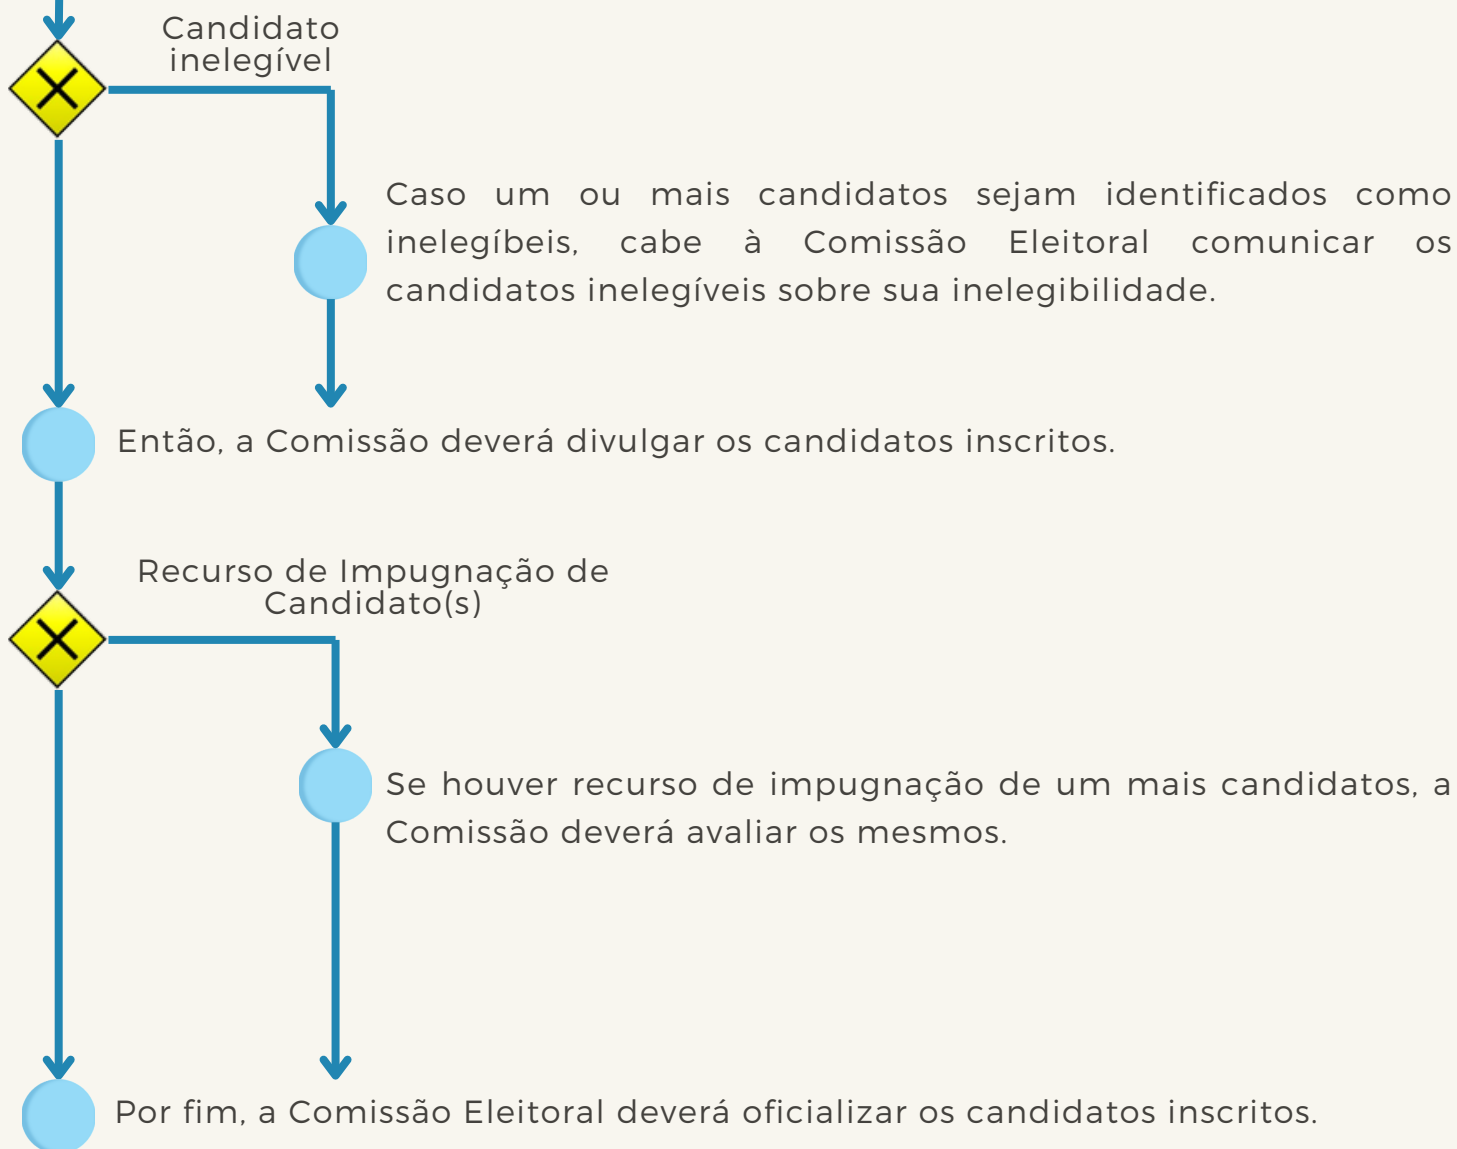 Candidato
inelegível
Caso um ou mais candidatos sejam identificados como
inelegíbeis, cabe à Comissão Eleitoral comunicar os
candidatos inelegíveis sobre sua inelegibilidade.
Então, a Comissão deverá divulgar os candidatos inscritos.
Recurso de Impugnação de
Candidato(s)
Se houver recurso de impugnação de um mais candidatos, a
Comissão deverá avaliar os mesmos.
Por fim, a Comissão Eleitoral deverá oficializar os candidatos inscritos.